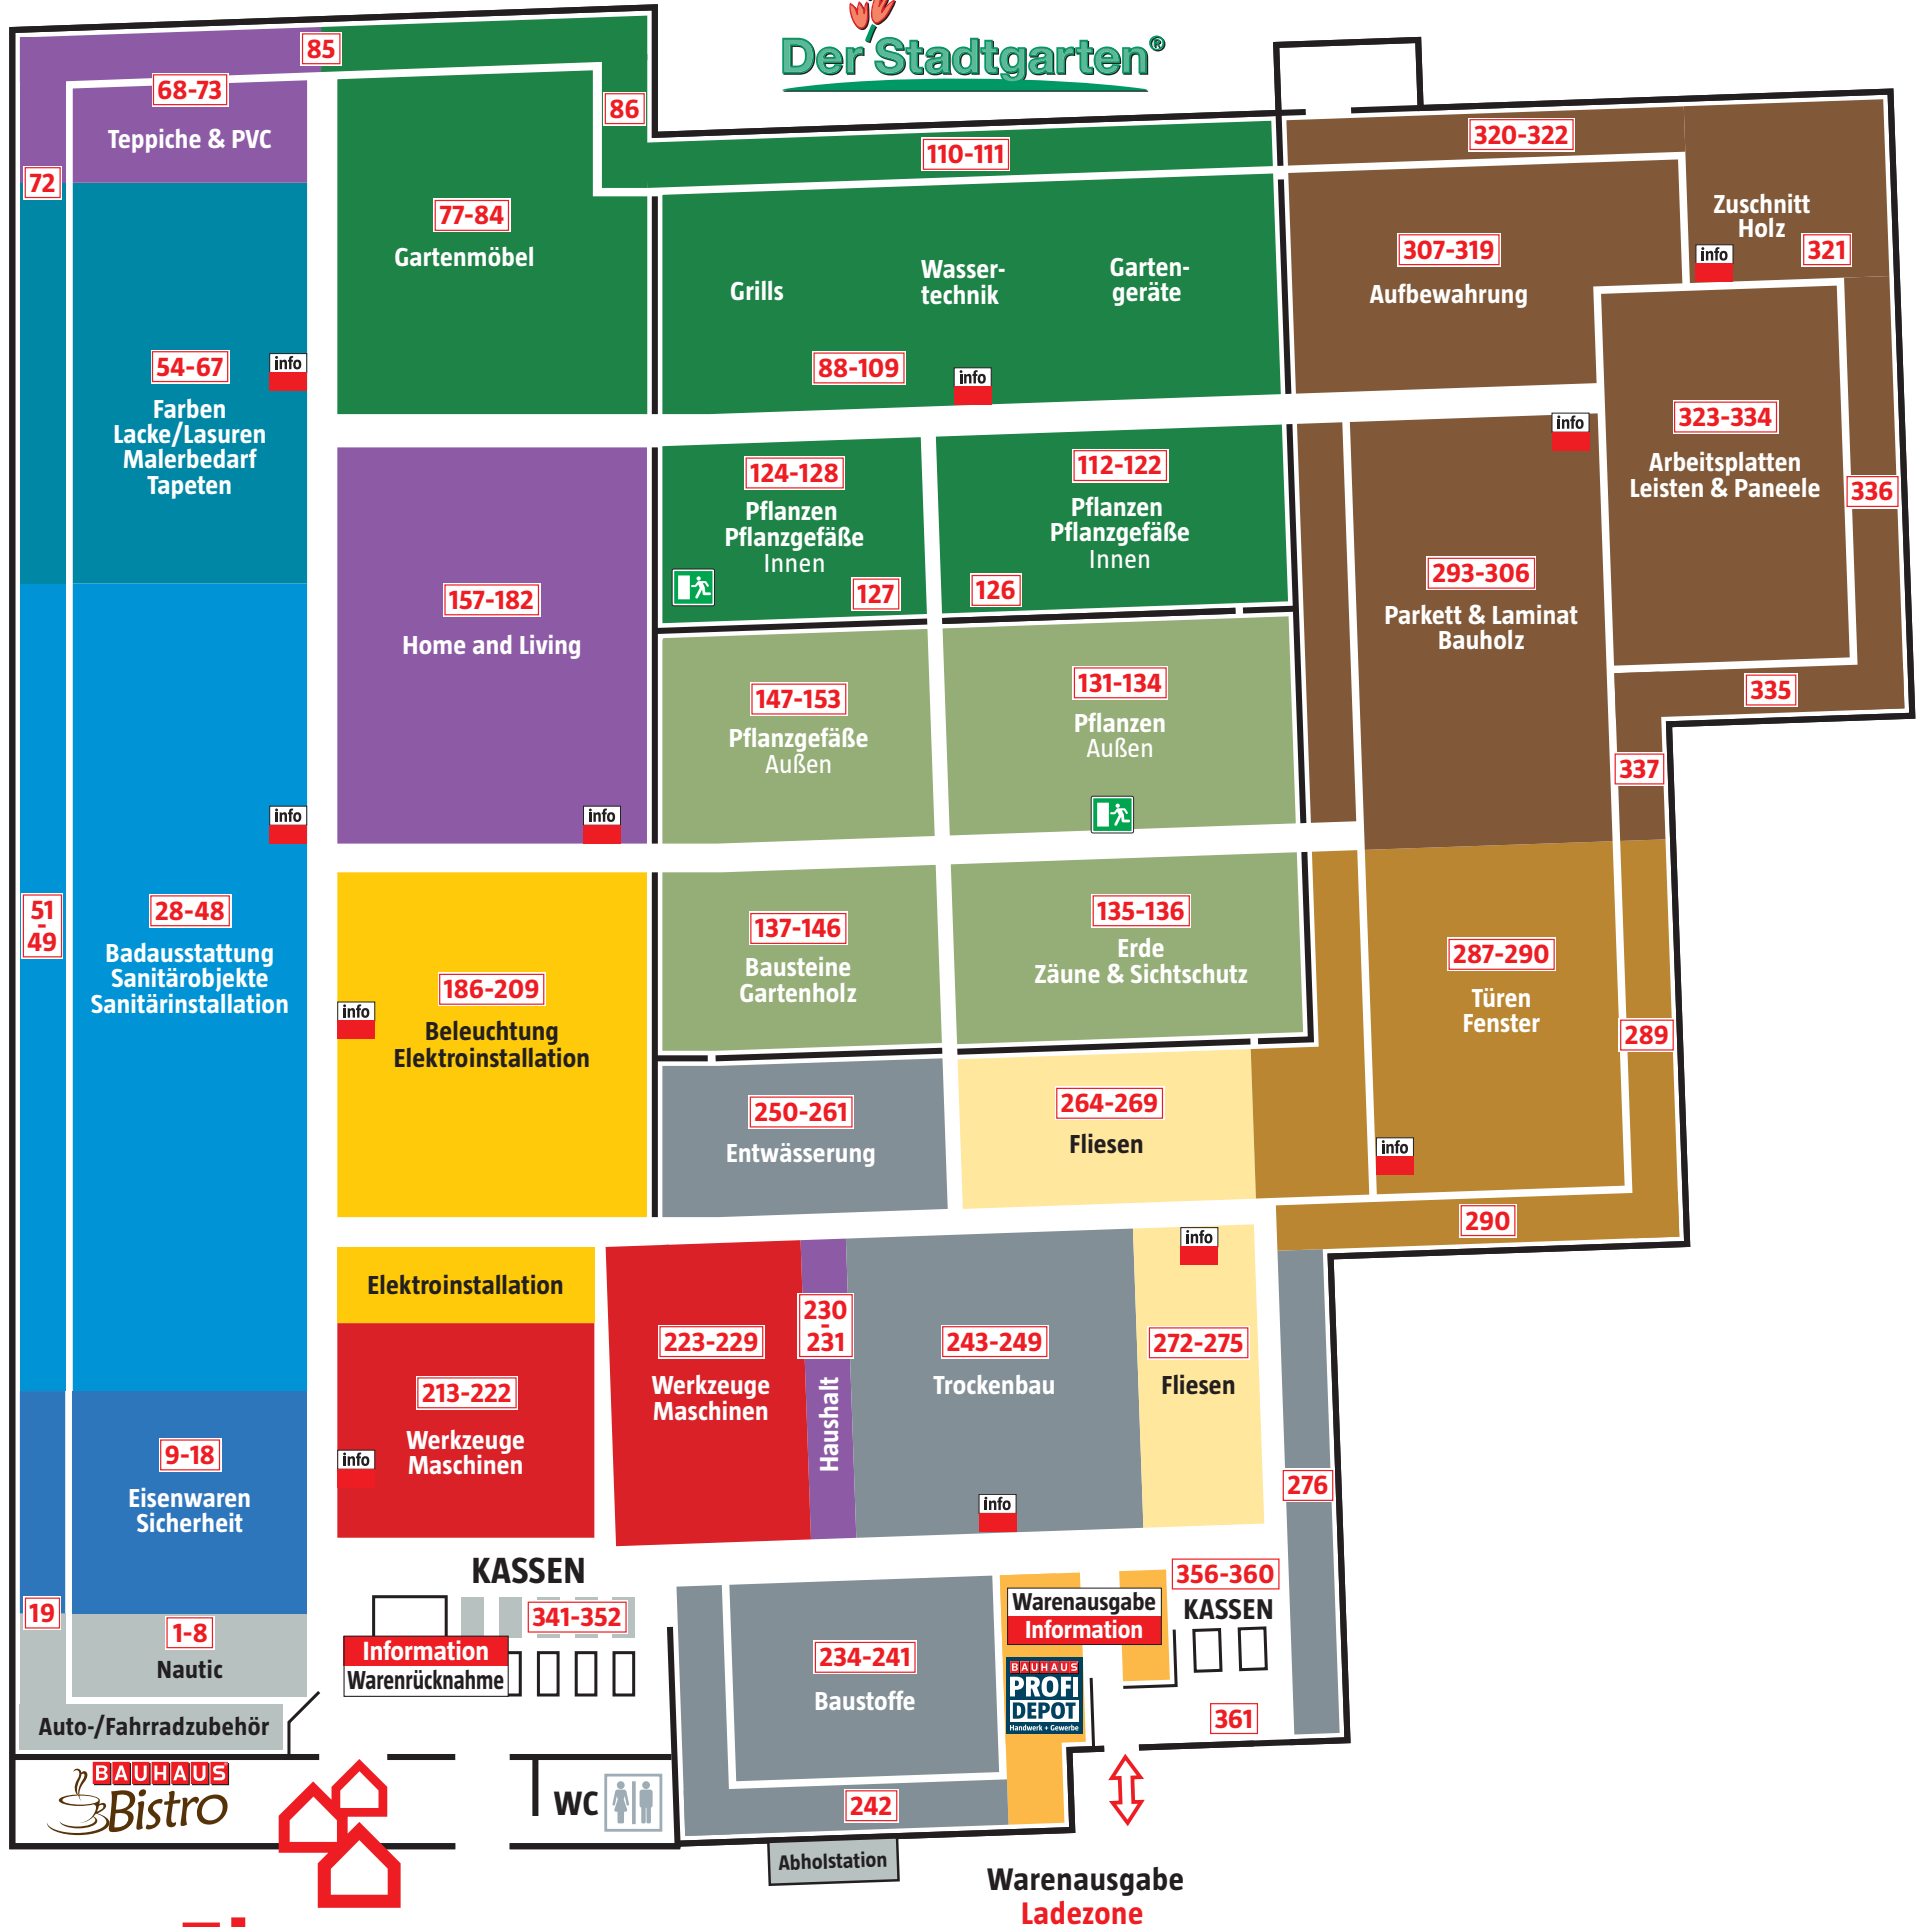 Der Stadtgarten®
85
68-73
Teppiche & PVC
72
86
110-111
320-322
77-84
Gartenmöbel
Grills
Wasser-
technik
Garten-
geräte
88-109
info
307-319
Aufbewahrung
Zuschnitt
Holz
info
321
54-67
info
Farben
Lacke/Lasuren
Malerbedarf
Tapeten
124-128
Pflanzen
Pflanzgefäße
Innen
127
112-122
Pflanzen
Pflanzgefäße
Innen
126
info
323-334
Arbeitsplatten
Leisten & Paneele
336
157-182
Home and Living
info
293-306
Parkett & Laminat
Bauholz
335
337
147-153
Pflanzgefäße
Außen
131-134
Pflanzen
Außen
info
51
-
49
28-48
Badausstattung
Sanitärobjekte
Sanitärinstallation
186-209
info
Beleuchtung
Elektroinstallation
137-146
Bausteine
Gartenholz
135-136
Erde
Zäune & Sichtschutz
287-290
Türen
Fenster
289
info
290
250-261
Entwässerung
264-269
Fliesen
Elektroinstallation
213-222
Werkzeuge
Maschinen
info
223-229
Werkzeuge
Maschinen
230
-
231
Haushalt
243-249
Trockenbau
info
info
272-275
Fliesen
276
9-18
Eisenwaren
Sicherheit
19
1-8
Nautic
Auto-/Fahrradzubehör
KASSEN
341-352
Information
Warenrücknahme
234-241
Baustoffe
242
Warenausgabe
Information
BAUHAUS
PROFI
DEPOT
Handwerk + Gewerbe
356-360
KASSEN
361
BAUHAUS
Bistro
WC
Abholstation
Warenausgabe
Ladezone